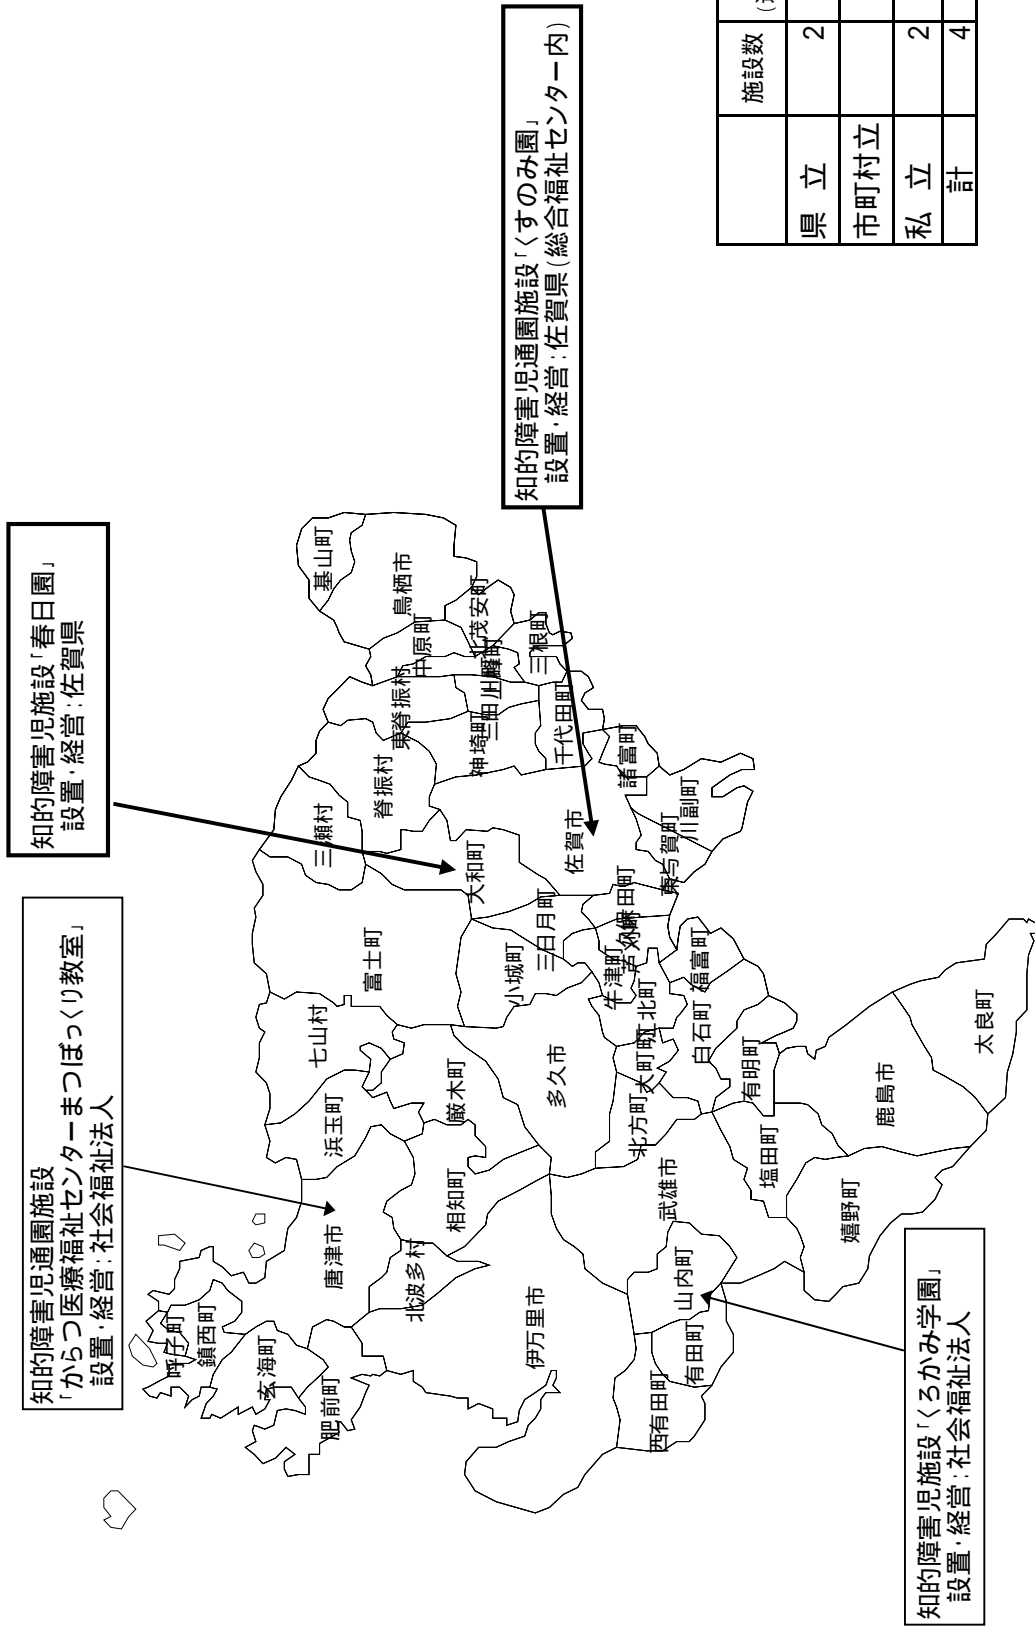 知的障害児通園施設
「からつ医療福祉センターまつぼっくり教室」
設置・経営：社会福祉法人
知的障害児施設「春日園」
設置・経営：佐賀県
知的障害児通園施設「くすのみ園」
設置・経営：佐賀県（総合福祉センター内）
知的障害児施設「くろかみ学園」
設置・経営：社会福祉法人
呼子町
鎮西町
玄海町
肥前町
唐津市
浜玉町
七山村
北波多村
相知町
厳木町
富士町
三瀬村
脊振村
東脊振村
基山町
鳥栖市
中原町
北茂安町
三根町
上峰町
三田川町
神埼町
千代田町
大和町
佐賀市
諸富町
川副町
東与賀町
久保田町
三日月町
小城町
牛津町
芦刈町
多久市
江北町
大町町
北方町
白石町
福富町
有明町
伊万里市
武雄市
山内町
有田町
西有田町
塩田町
嬉野町
鹿島市
太良町
施設数
県 立 2
市町村立
私 立 2
計 4